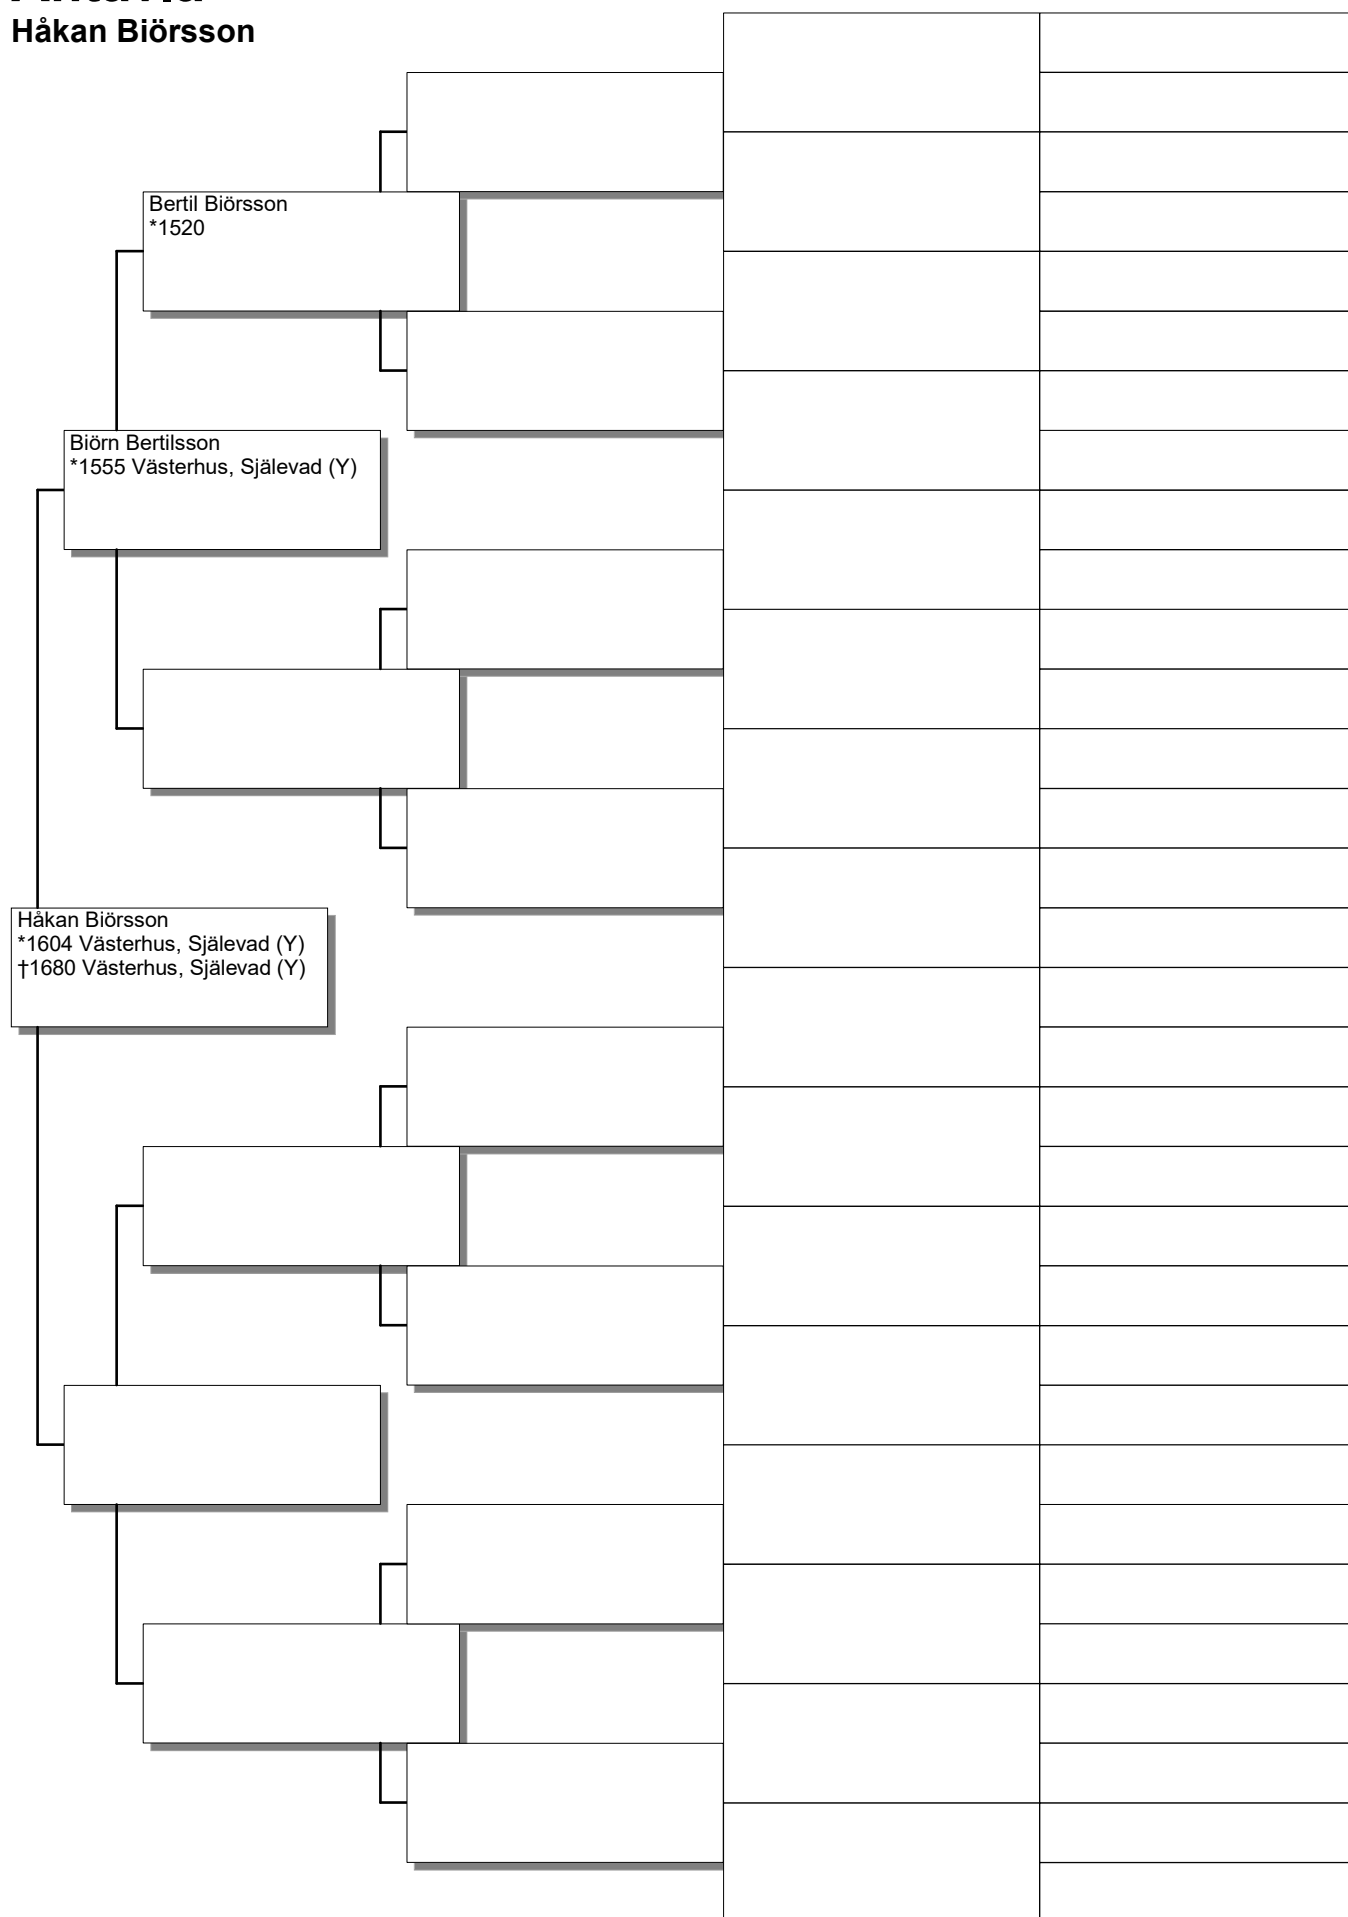 Håkan Biörsson
Bertil Biörsson
*1520
Biörn Bertilsson
*1555 Västerhus, Själevad (Y)
Håkan Biörsson
*1604 Västerhus, Själevad (Y)
†1680 Västerhus, Själevad (Y)